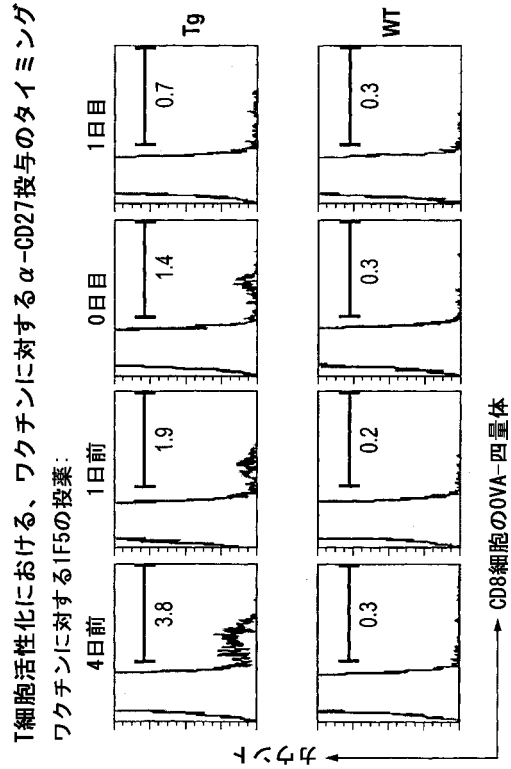 T細胞活性化における、ワクチンに対するα-CD27投与のタイミング
ワクチンに対する1F5の投薬:
4日前
1日前
0日目
1日目
3.8
1.9
1.4
0.7
Tg
0.3
0.2
0.3
0.3
WT
カウント
CD8細胞のOVA-四量体